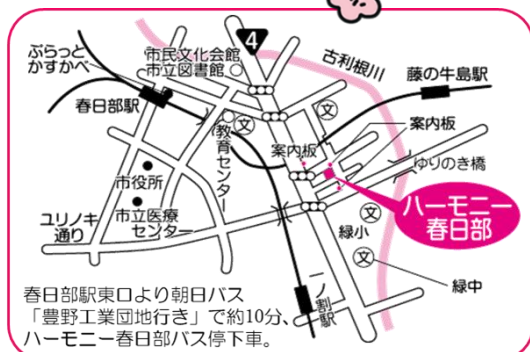 4
ぷらっと
かすかべ
市民文化会館
市立図書館
古利根川
藤の牛島駅
春日部駅
文
文
教育センター
案内板
案内板
ゆりのき橋
市役所
市立医療
センター
ユリノキ
通り
ハーモニー
春日部
文
緑小
文
緑中
一ノ割駅
春日部駅東口より朝日バス
「豊野工業団地行き」で約10分、
ハーモニー春日部バス停下車。